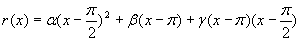 r(x) = α(x − π/2)² + β(x − π) + γ(x − π)(x − π/2)